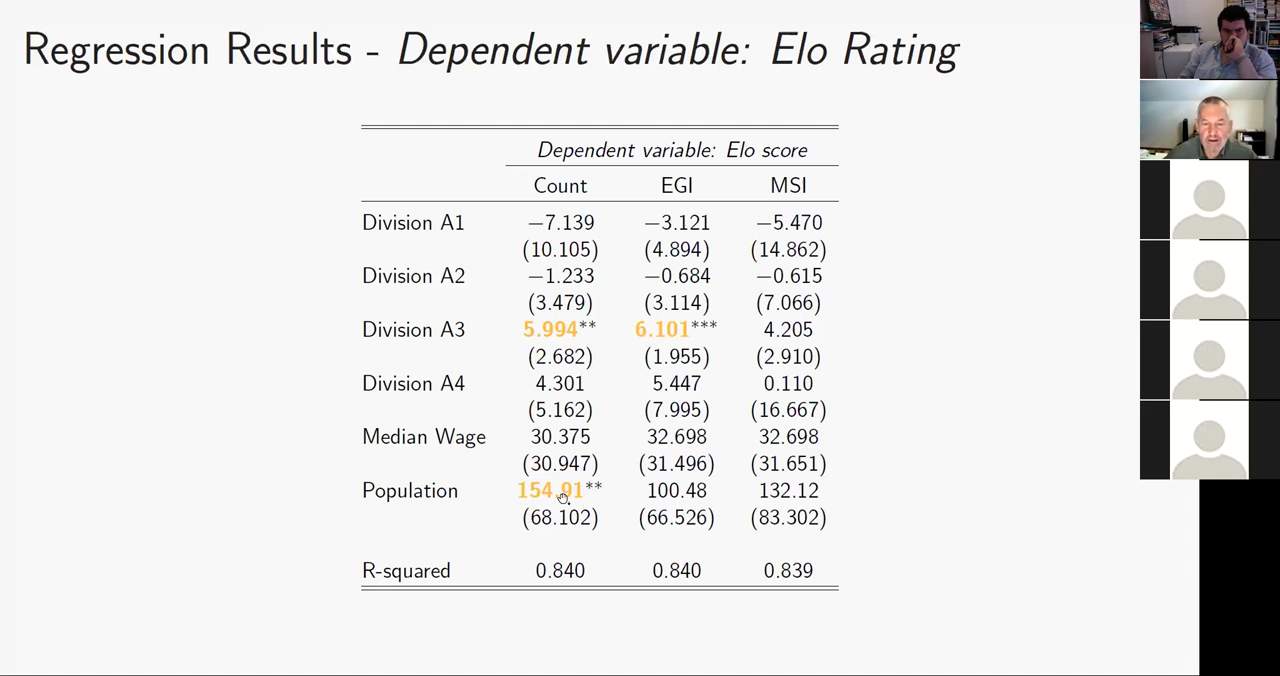 Regression Results - Dependent variable: Elo Rating
Dependent variable: Elo score
Count EGI MSI
Division A1 −7.139 −3.121 −5.470
(10.105) (4.894) (14.862)
Division A2 −1.233 −0.684 −0.615
(3.479) (3.114) (7.066)
Division A3 5.994** 6.101*** 4.205
(2.682) (1.955) (2.910)
Division A4 4.301 5.447 0.110
(5.162) (7.995) (16.667)
Median Wage 30.375 32.698 32.698
(30.947) (31.496) (31.651)
Population 154.91** 100.48 132.12
(68.102) (66.526) (83.302)
R-squared 0.840 0.840 0.839